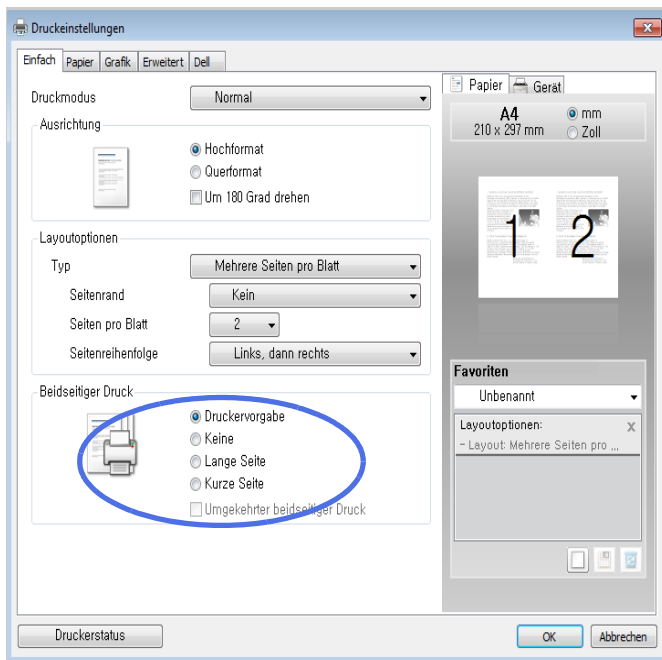 Druckeinstellungen
Einfach Papier Grafik Erweitert Dell
Druckmodus Normal
Ausrichtung
Hochformat
Querformat
Um 180 Grad drehen
Layoutoptionen
Typ Mehrere Seiten pro Blatt
Seitenrand Kein
Seiten pro Blatt 2
Seitenreihenfolge Links, dann rechts
Beidseitiger Druck
Druckervorgabe
Keine
Lange Seite
Kurze Seite
Umgekehrter beidseitiger Druck
Papier Gerät
A4 mm
210 x 297 mm Zoll
1 2
Favoriten
Unbenannt
Layoutoptionen: X
- Layout: Mehrere Seiten pro ...
Druckerstatus OK Abbrechen